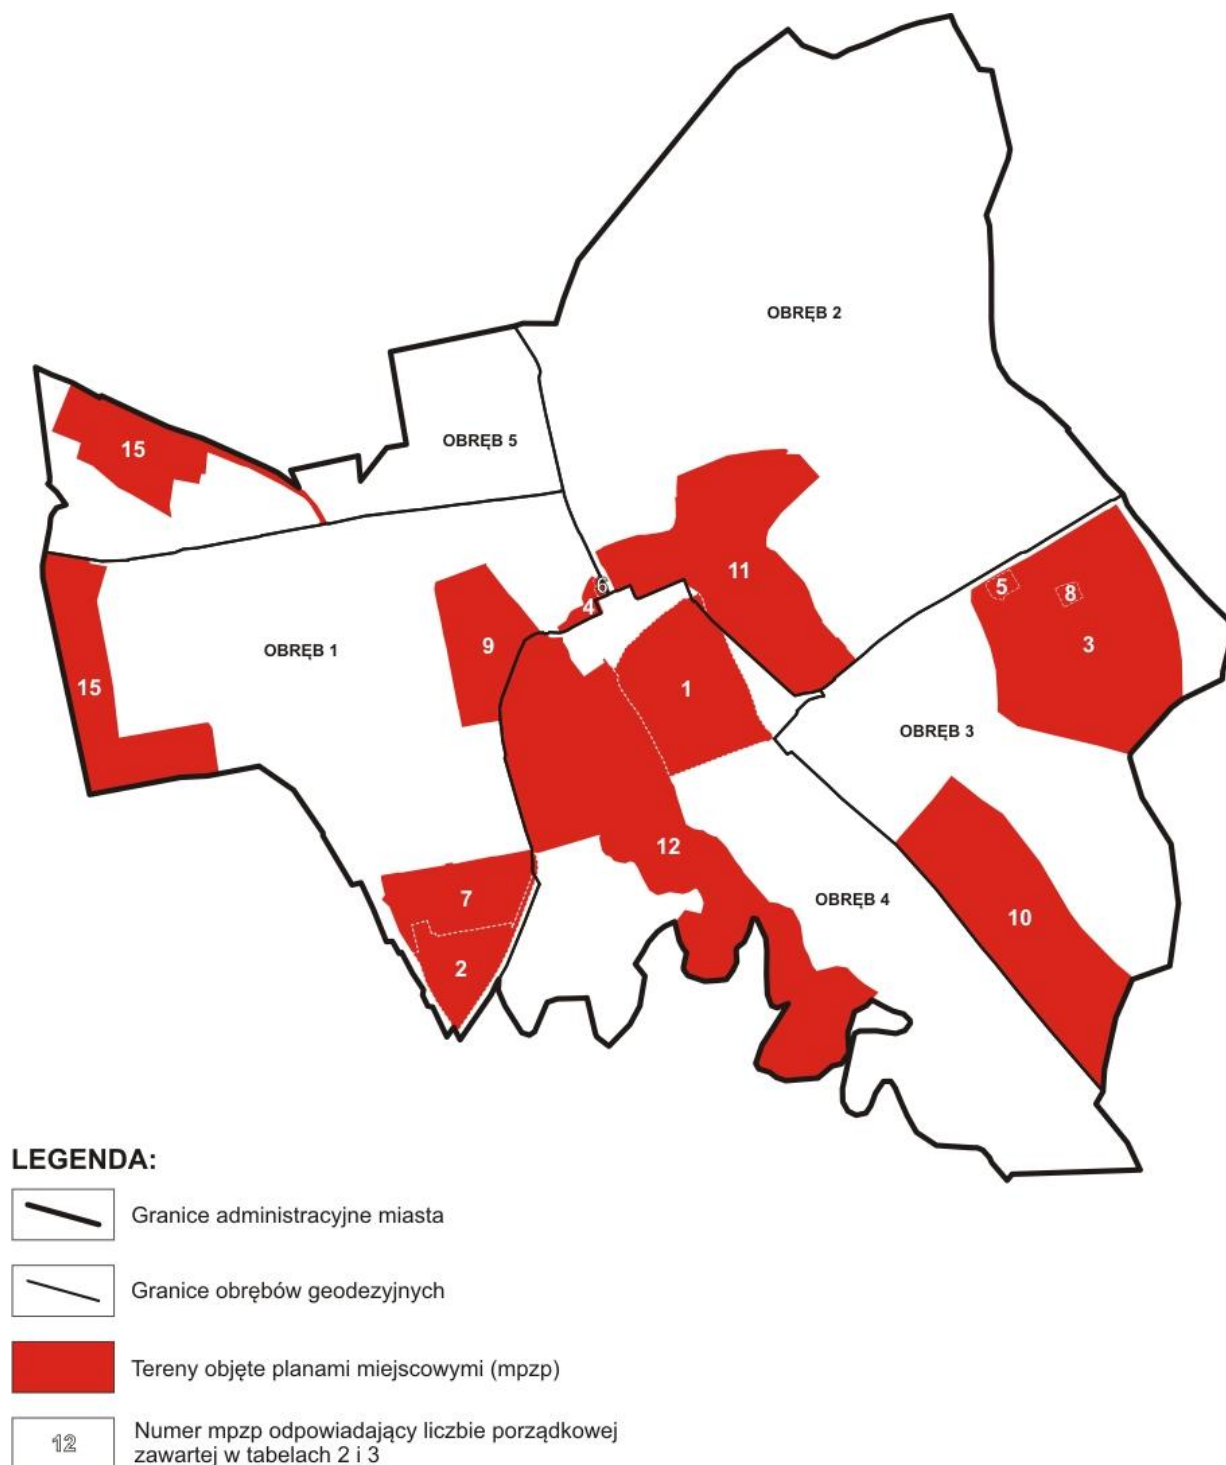 OBRĘB 2
OBRĘB 5
15
11
6
5
8
4
OBRĘB 1
9
3
15
1
OBRĘB 3
12
7
OBRĘB 4
10
2
LEGENDA:
Granice administracyjne miasta
Granice obrębów geodezyjnych
Tereny objęte planami miejscowymi (mpzp)
12
Numer mpzp odpowiadający liczbie porządkowej
zawartej w tabelach 2 i 3